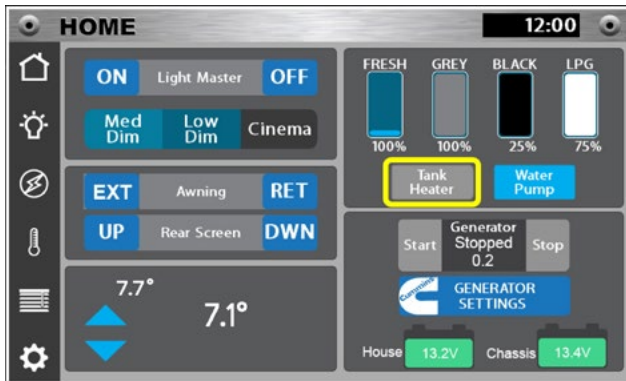 HOME
12:00
ON Light Master OFF
Med Dim
Low Dim
Cinema
EXT Awning RET
UP Rear Screen DWN
7.7°
7.1°
FRESH GREY BLACK LPG
100% 100% 25% 75%
Tank
Heater
Water
Pump
Start
Generator
Stopped
0.2
Stop
Cummins
GENERATOR
SETTINGS
House 13.2V Chassis 13.4V